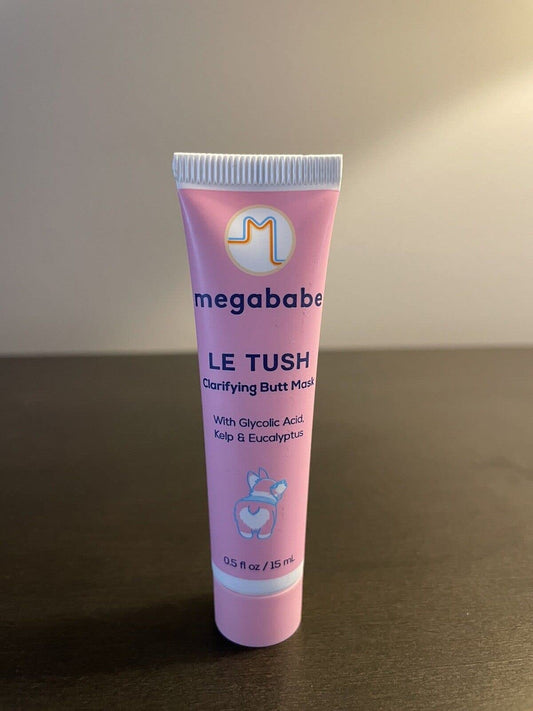 megababe
LE TUSH
Clarifying Butt Mask
With Glycolic Acid,
Kelp & Eucalyptus
0.5 fl oz / 15 mL